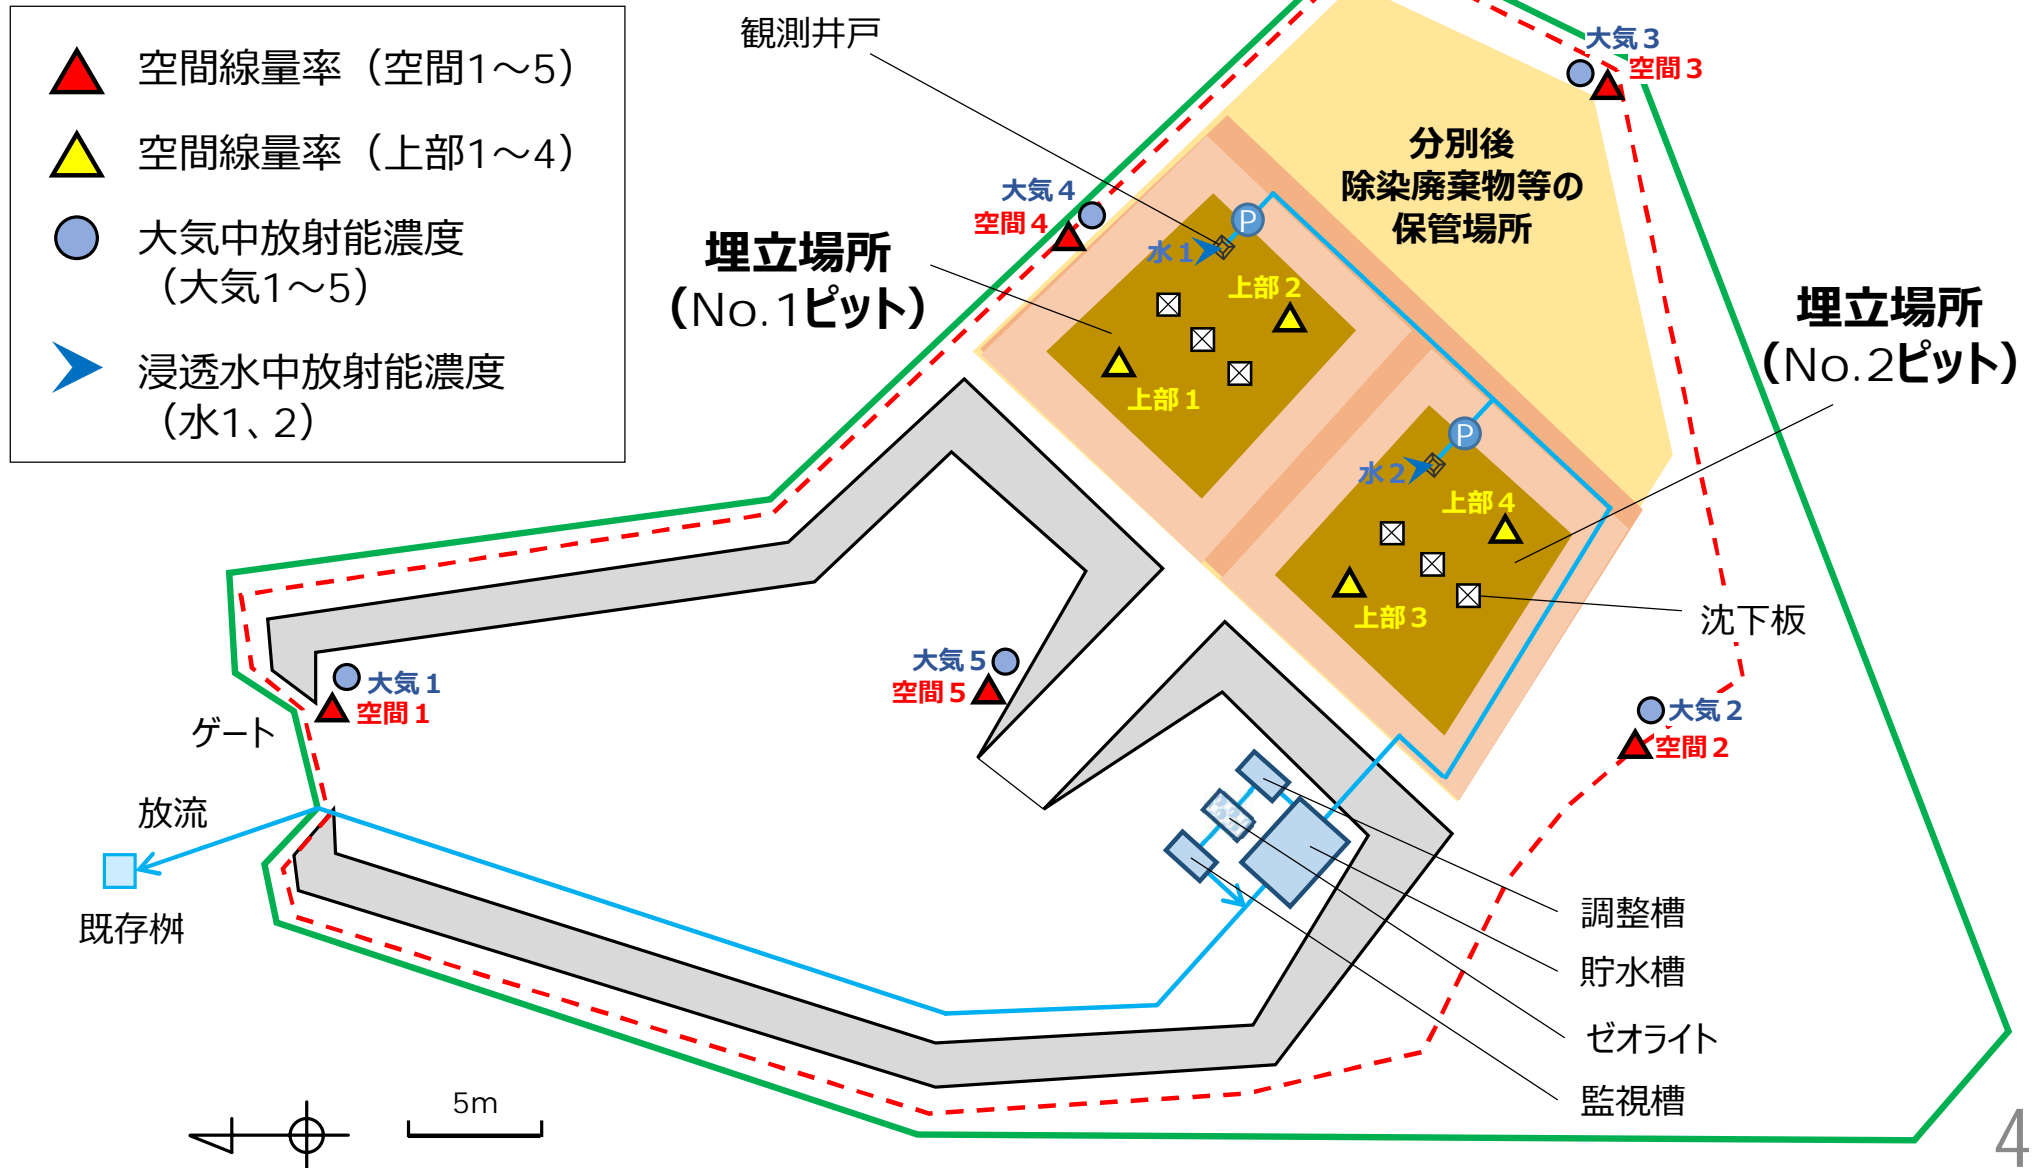 空間線量率（空間1～5）
空間線量率（上部1～4）
大気中放射能濃度
（大気1～5）
浸透水中放射能濃度
（水1、2）
観測井戸
大気３
空間３
分別後
除染廃棄物等の
保管場所
大気４
空間４
埋立場所
（No.1ピット）
P
水１
上部２
上部１
埋立場所
（No.2ピット）
P
水２
上部４
上部３
沈下板
大気５
空間５
大気１
空間１
ゲート
大気２
空間２
放流
既存桝
調整槽
貯水槽
ゼオライト
監視槽
5m
4